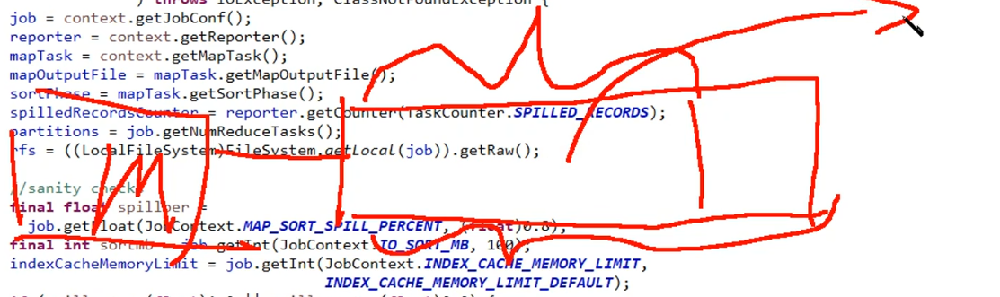 ) throws IOException, ClassNotFoundException {
job = context.getJobConf();
reporter = context.getReporter();
mapTask = context.getMapTask();
mapOutputFile = mapTask.getMapOutputFile();
sortPhase = mapTask.getSortPhase();
spilledRecordsCounter = reporter.getCounter(TaskCounter.SPILLED_RECORDS);
partitions = job.getNumReduceTasks();
rfs = ((LocalFileSystem)FileSystem.getLocal(job)).getRaw();
//sanity checks
final float spillper =
job.getFloat(JobContext.MAP_SORT_SPILL_PERCENT, (float)0.8);
final int sortmb = job.getInt(JobContext.IO_SORT_MB, 100);
indexCacheMemoryLimit = job.getInt(JobContext.INDEX_CACHE_MEMORY_LIMIT,
INDEX_CACHE_MEMORY_LIMIT_DEFAULT);